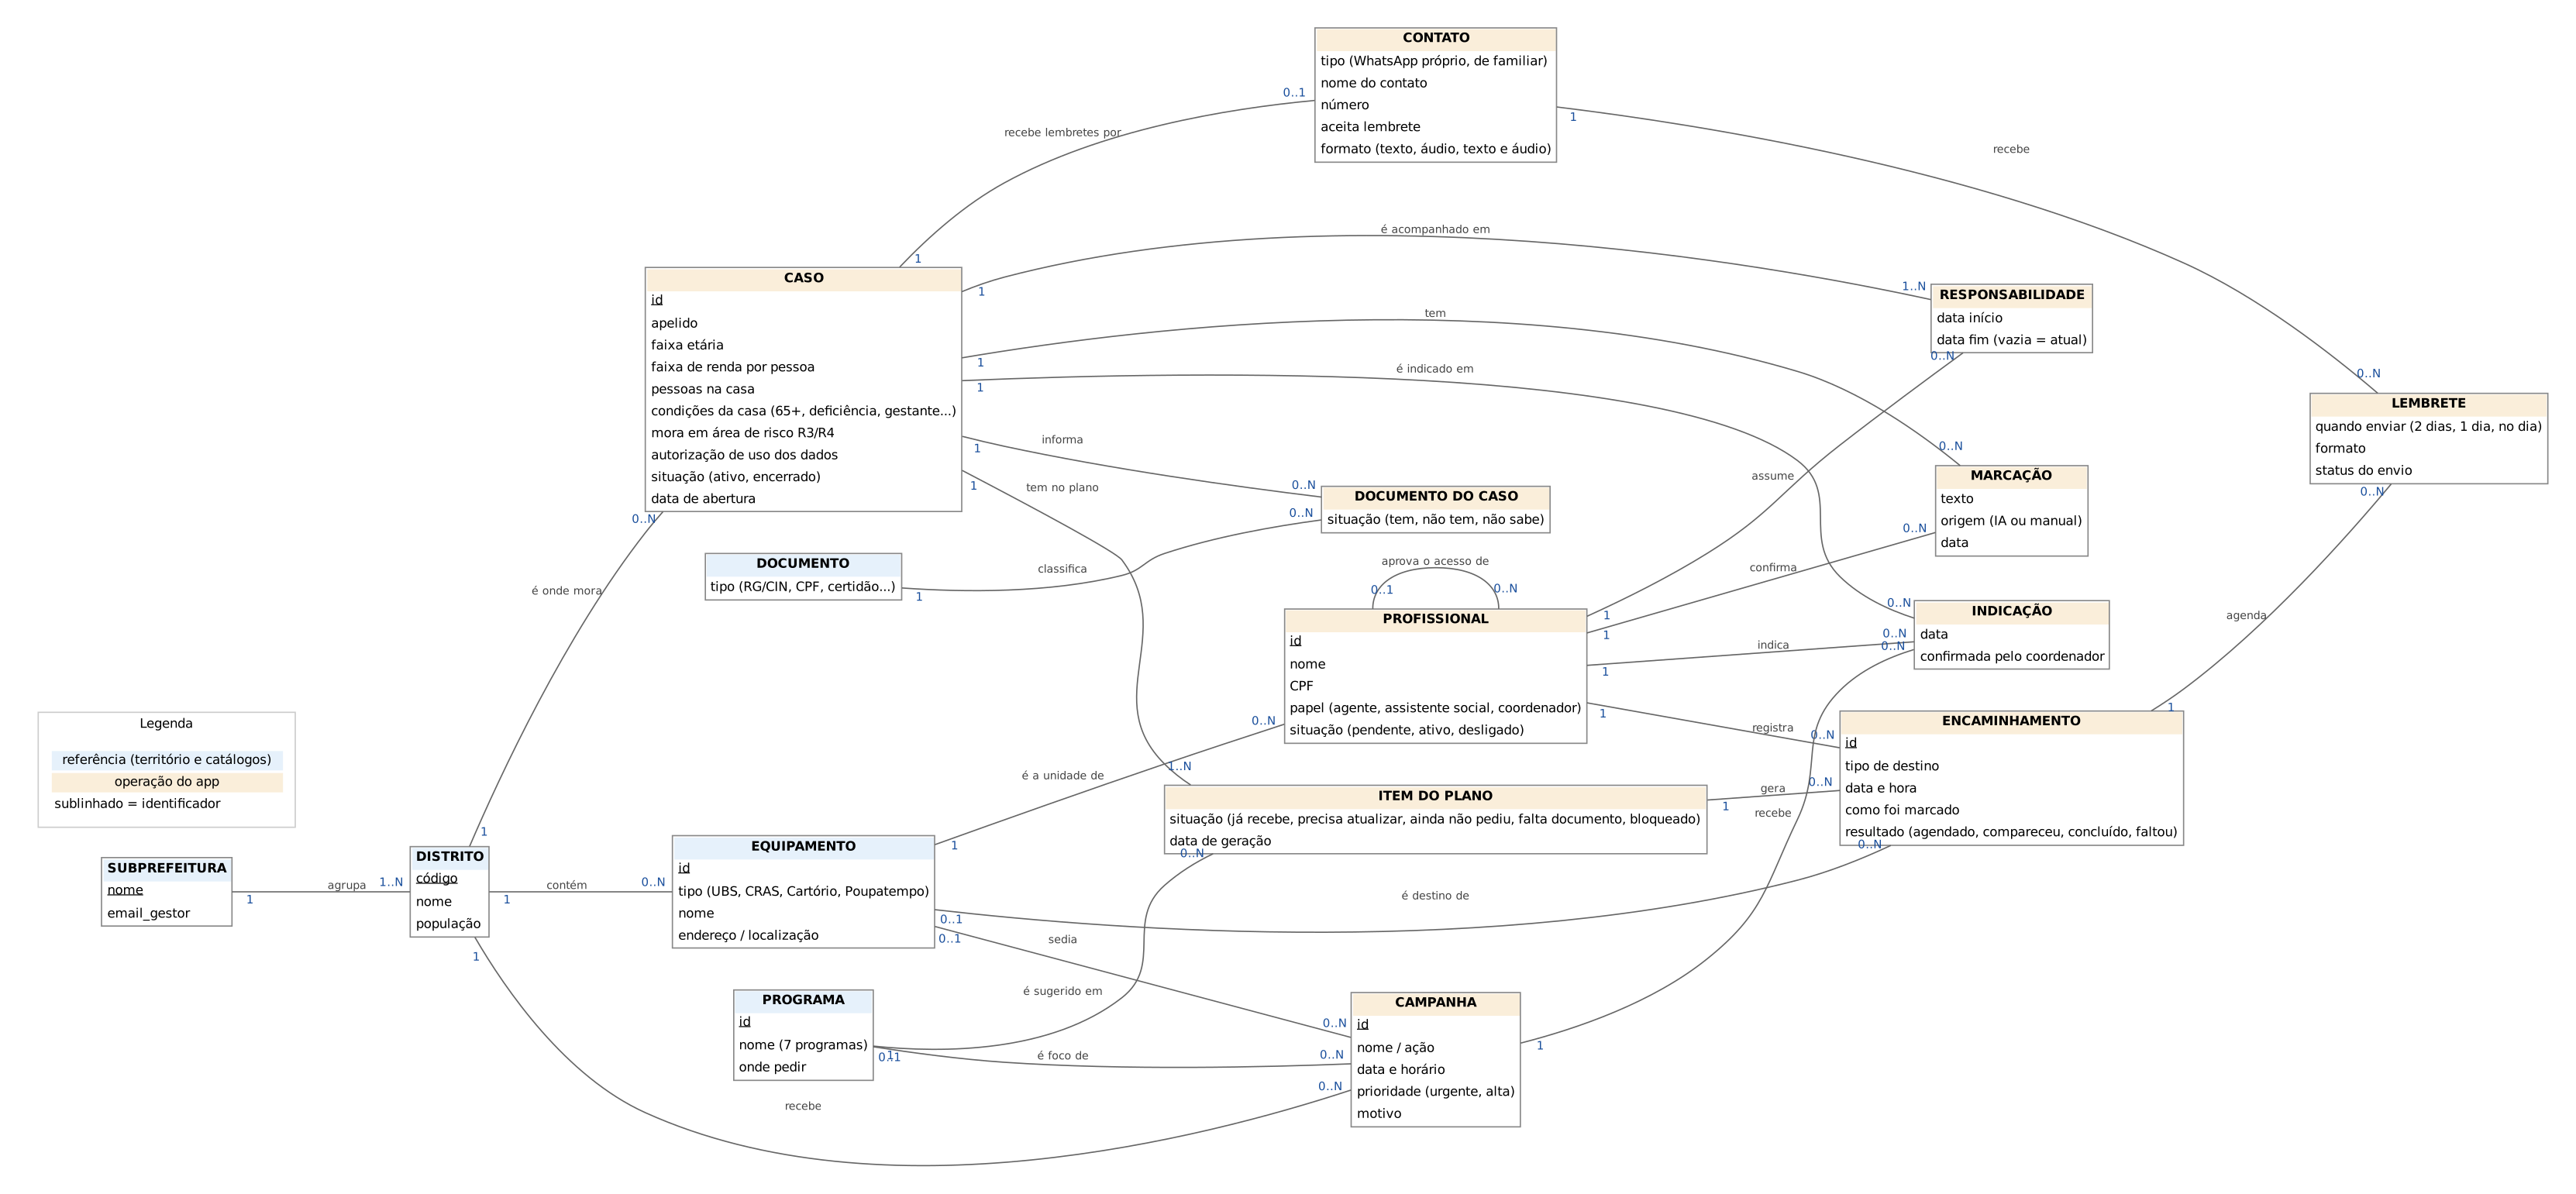 CONTATO
tipo (WhatsApp próprio, de familiar)
nome do contato
número
aceita lembrete
formato (texto, áudio, texto e áudio)
0..1
1
recebe lembretes por
recebe
1
é acompanhado em
CASO
id
apelido
faixa etária
faixa de renda por pessoa
pessoas na casa
condições da casa (65+, deficiência, gestante...)
mora em área de risco R3/R4
autorização de uso dos dados
situação (ativo, encerrado)
data de abertura
1
1
1
1
1
0..N
tem
é indicado em
informa
tem no plano
1..N
RESPONSABILIDADE
data início
data fim (vazia = atual)
0..N
0..N
LEMBRETE
quando enviar (2 dias, 1 dia, no dia)
formato
status do envio
0..N
0..N
MARCAÇÃO
texto
origem (IA ou manual)
data
0..N
assume
0..N
DOCUMENTO DO CASO
situação (tem, não tem, não sabe)
0..N
DOCUMENTO
tipo (RG/CIN, CPF, certidão...)
1
classifica
aprova o acesso de
0..1
0..N
confirma
é onde mora
PROFISSIONAL
id
nome
CPF
papel (agente, assistente social, coordenador)
situação (pendente, ativo, desligado)
1
1
1
1
0..N
indica
registra
0..N
0..N
0..N
INDICAÇÃO
data
confirmada pelo coordenador
agenda
1
ENCAMINHAMENTO
id
tipo de destino
data e hora
como foi marcado
resultado (agendado, compareceu, concluído, faltou)
0..N
0..N
0..N
Legenda
referência (território e catálogos)
operação do app
sublinhado = identificador
é a unidade de
1..N
ITEM DO PLANO
situação (já recebe, precisa atualizar, ainda não pediu, falta documento, bloqueado)
data de geração
0..N
1
gera
recebe
SUBPREFEITURA
nome
email_gestor
1
agrupa
1..N
1
DISTRITO
código
nome
população
1
1
contém
0..N
EQUIPAMENTO
id
tipo (UBS, CRAS, Cartório, Poupatempo)
nome
endereço / localização
1
0..1
0..1
é destino de
sedia
é sugerido em
PROGRAMA
id
nome (7 programas)
onde pedir
1
0..1
é foco de
recebe
0..N
0..N
0..N
CAMPANHA
id
nome / ação
data e horário
prioridade (urgente, alta)
motivo
1